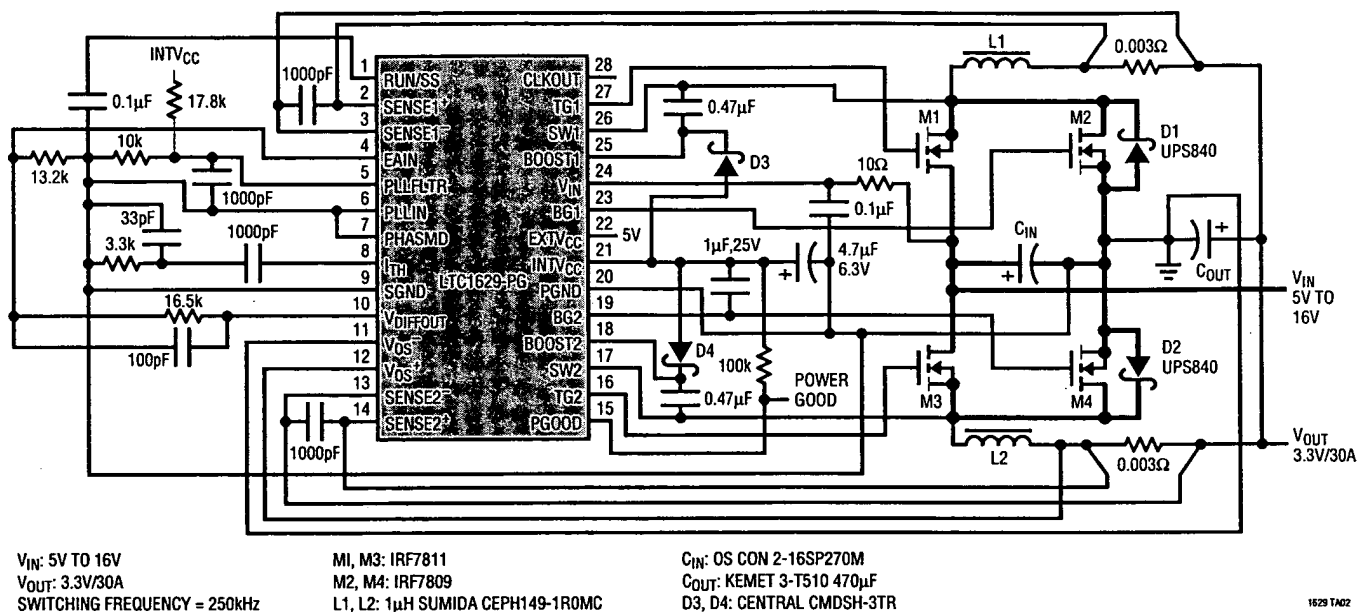 INTVCC
0.1µF
17.8k
13.2k
10k
1000pF
33pF
3.3k
1000pF
16.5k
100pF
1000pF
1000pF
1
2
3
4
5
6
7
8
9
10
11
12
13
14
RUN/SS
SENSE1+
SENSE1–
EAIN
PLLFLTR
PLLIN
PHASMD
ITH
SGND
VDIFFOUT
VOS–
VOS+
SENSE2–
SENSE2+
LTC1629-PG
CLKOUT
TG1
SW1
BOOST1
VIN
BG1
EXTVCC
INTVCC
PGND
BG2
BOOST2
SW2
TG2
PGOOD
28
27
26
25
24
23
22
21
20
19
18
17
16
15
0.47µF
D3
10Ω
0.1µF
5V
1µF,25V
4.7µF
6.3V
+
D4
100k
0.47µF
POWER
GOOD
L1
0.003Ω
M1
M2
D1
UPS840
CIN
+
+
COUT
VIN
5V TO
16V
M3
M4
D2
UPS840
L2
0.003Ω
VOUT
3.3V/30A
VIN: 5V TO 16V
VOUT: 3.3V/30A
SWITCHING FREQUENCY = 250kHz
MI, M3: IRF7811
M2, M4: IRF7809
L1, L2: 1µH SUMIDA CEPH149-1R0MC
CIN: OS CON 2-16SP270M
COUT: KEMET 3-T510 470µF
D3, D4: CENTRAL CMDSH-3TR
1629 TA02